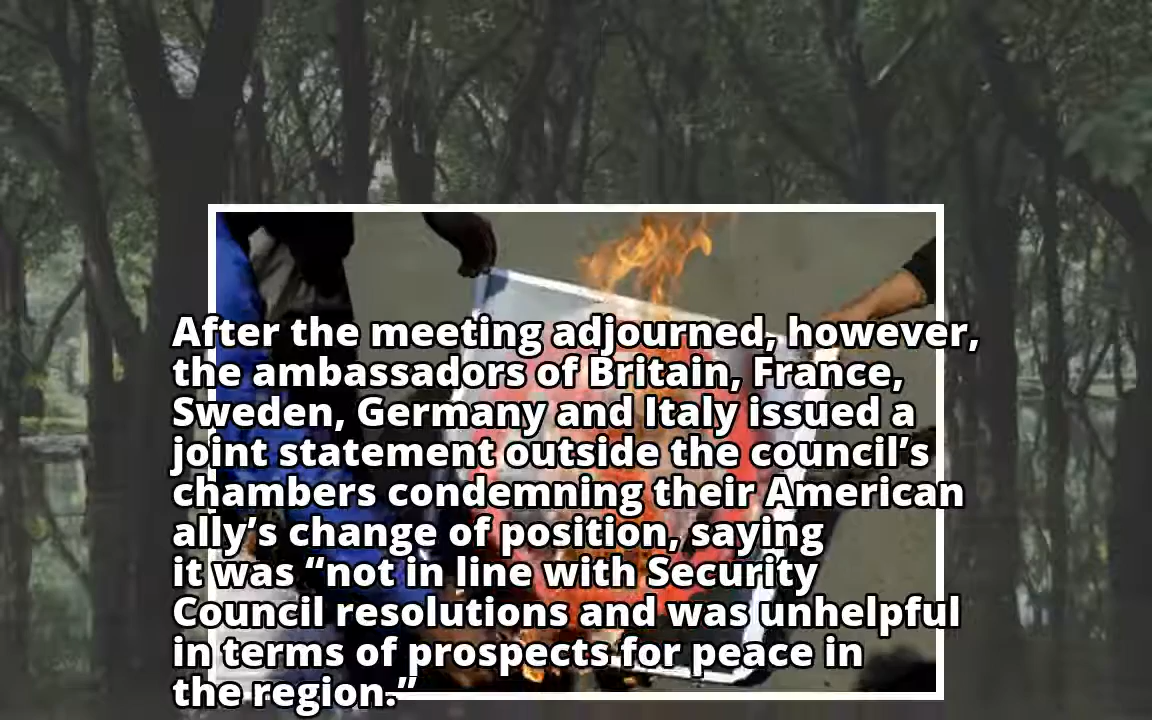 After the meeting adjourned, however,
the ambassadors of Britain, France,
Sweden, Germany and Italy issued a
joint statement outside the council’s
chambers condemning their American
ally’s change of position, saying
it was “not in line with Security
Council resolutions and was unhelpful
in terms of prospects for peace in
the region.”